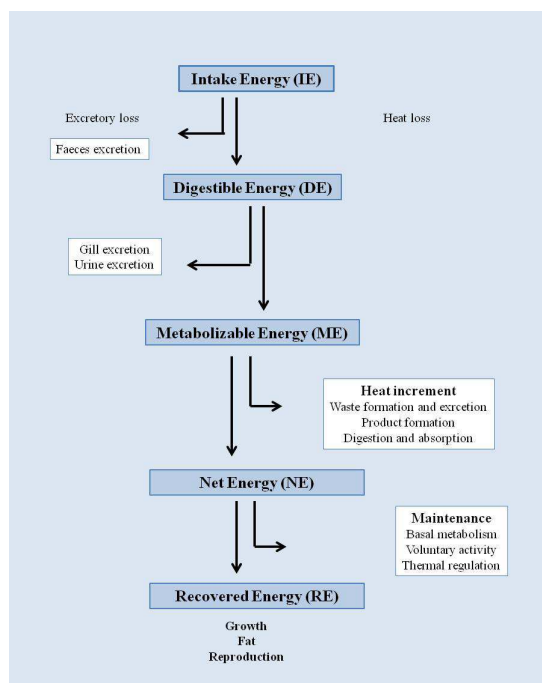 Intake Energy (IE)
Excretory loss
Heat loss
Faeces excretion
Digestible Energy (DE)
Gill excretion
Urine excretion
Metabolizable Energy (ME)
Heat increment
Waste formation and exrcetion
Product formation
Digestion and absorption
Net Energy (NE)
Maintenance
Basal metabolism
Voluntary activity
Thermal regulation
Recovered Energy (RE)
Growth
Fat
Reproduction